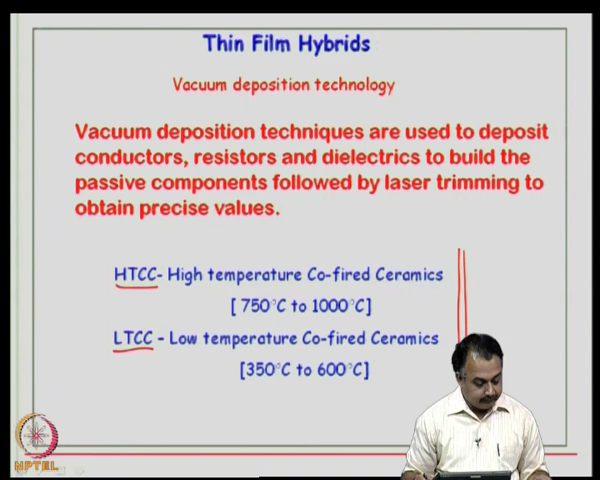 Thin Film Hybrids
Vacuum deposition technology
Vacuum deposition techniques are used to deposit
conductors, resistors and dielectrics to build the
passive components followed by laser trimming to
obtain precise values.
HTCC- High temperature Co-fired Ceramics
[ 750°C to 1000°C]
LTCC - Low temperature Co-fired Ceramics
[350°C to 600°C]
NPTEL